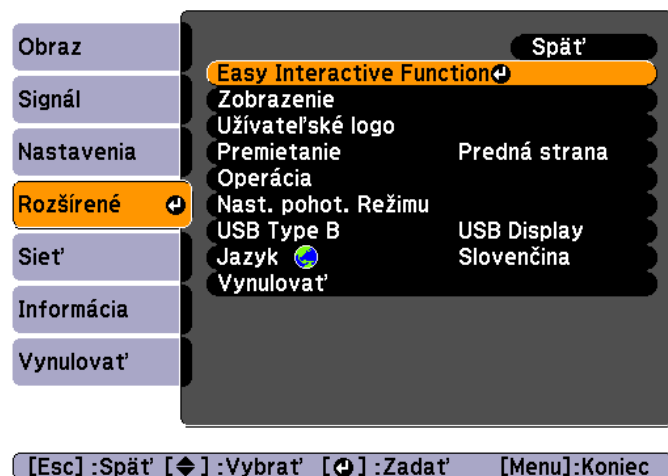 Obraz
Signál
Nastavenia
Rozšírené
Sieť
Informácia
Vynulovať
Späť
Easy Interactive Function
Zobrazenie
Užívateľské logo
Premietanie Predná strana
Operácia
Nast. pohot. Režimu
USB Type B USB Display
Jazyk Slovenčina
Vynulovať
[Esc] :Späť [◆] :Vybrať [⏎] :Zadať [Menu]:Koniec